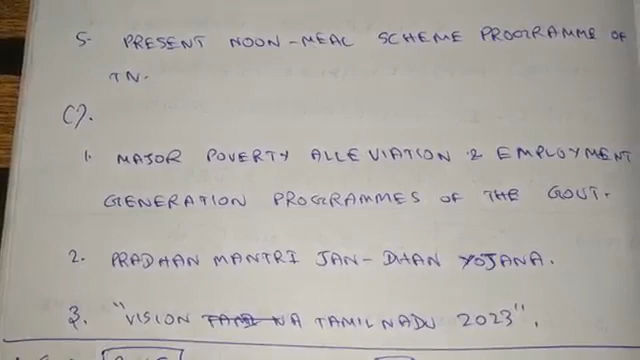 5. PRESENT NOON-MEAL SCHEME PROGRAMME OF
TN.
C).
1. MAJOR POVERTY ALLEVIATION & EMPLOYMENT
GENERATION PROGRAMMES OF THE GOVT.
2. PRADHAN MANTRI JAN-DHAN YOJANA.
3. "VISION TAMILNADU 2023".